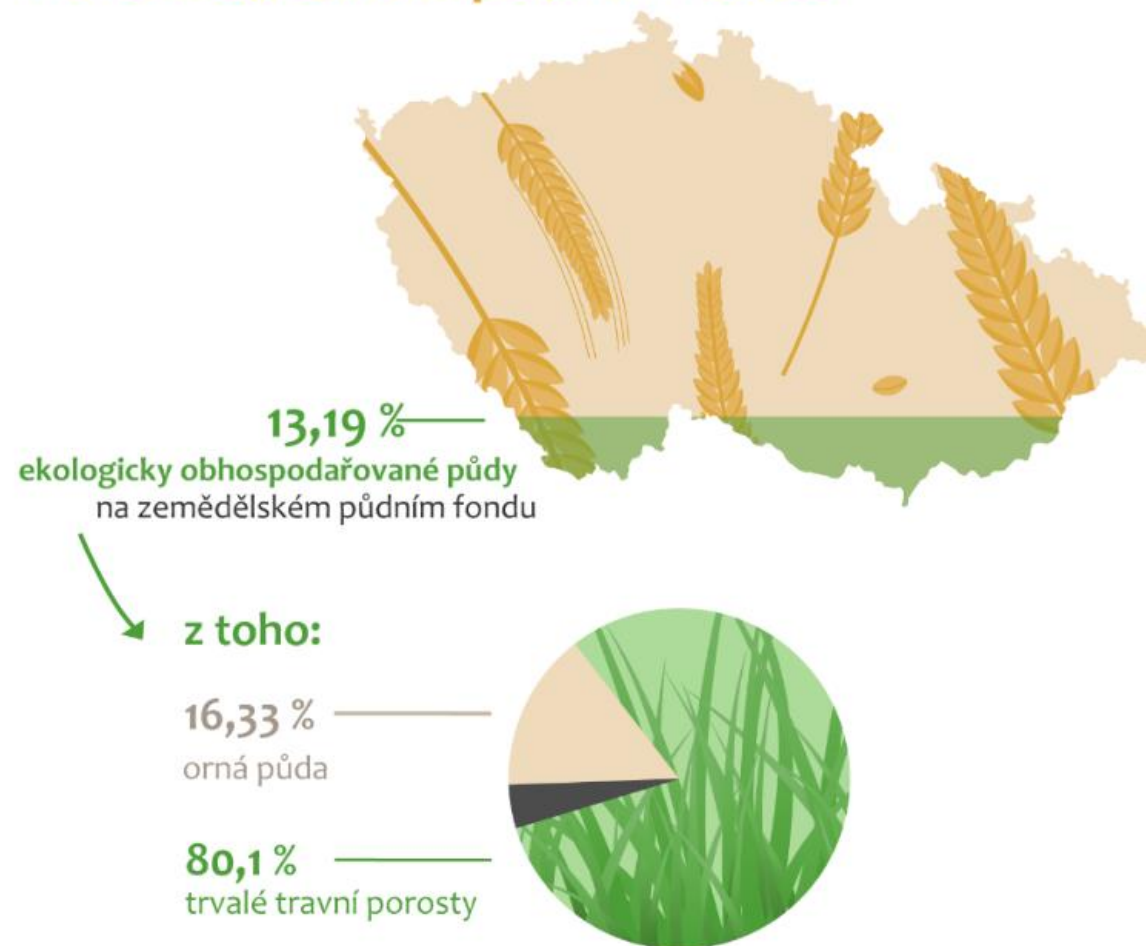 13,19 %
ekologicky obhospodařované půdy
na zemědělském půdním fondu
z toho:
16,33 %
orná půda
80,1 %
trvalé travní porosty